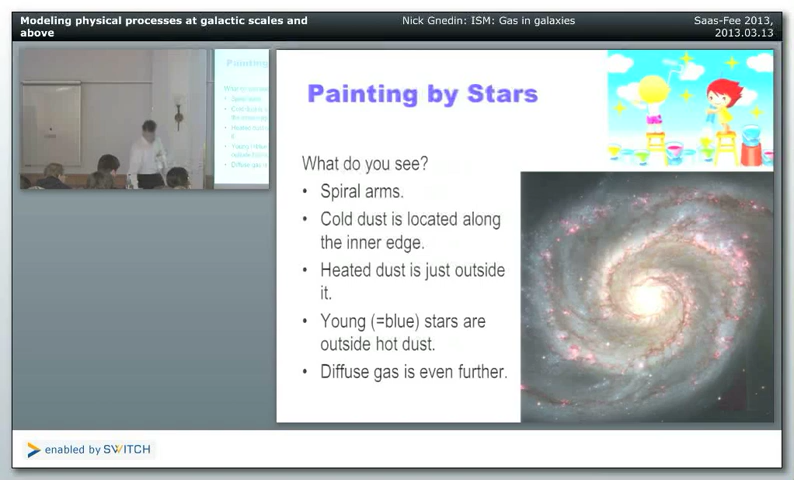 Modeling physical processes at galactic scales and above
Nick Gnedin: ISM: Gas in galaxies
Saas-Fee 2013, 2013.03.13
Painting by Stars
What do you see?
• Spiral arms.
• Cold dust is located along
the inner edge.
• Heated dust is just outside
it.
• Young (=blue) stars are
outside hot dust.
• Diffuse gas is even further.
enabled by SWITCH